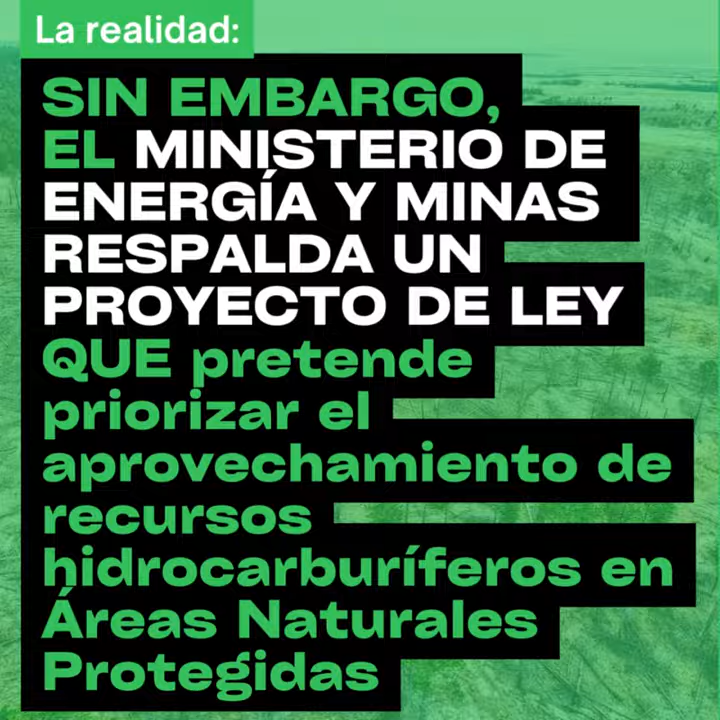 La realidad:
SIN EMBARGO,
EL MINISTERIO DE
ENERGÍA Y MINAS
RESPALDA UN
PROYECTO DE LEY
QUE pretende
priorizar el
aprovechamiento de
recursos
hidrocarburíferos en
Áreas Naturales
Protegidas